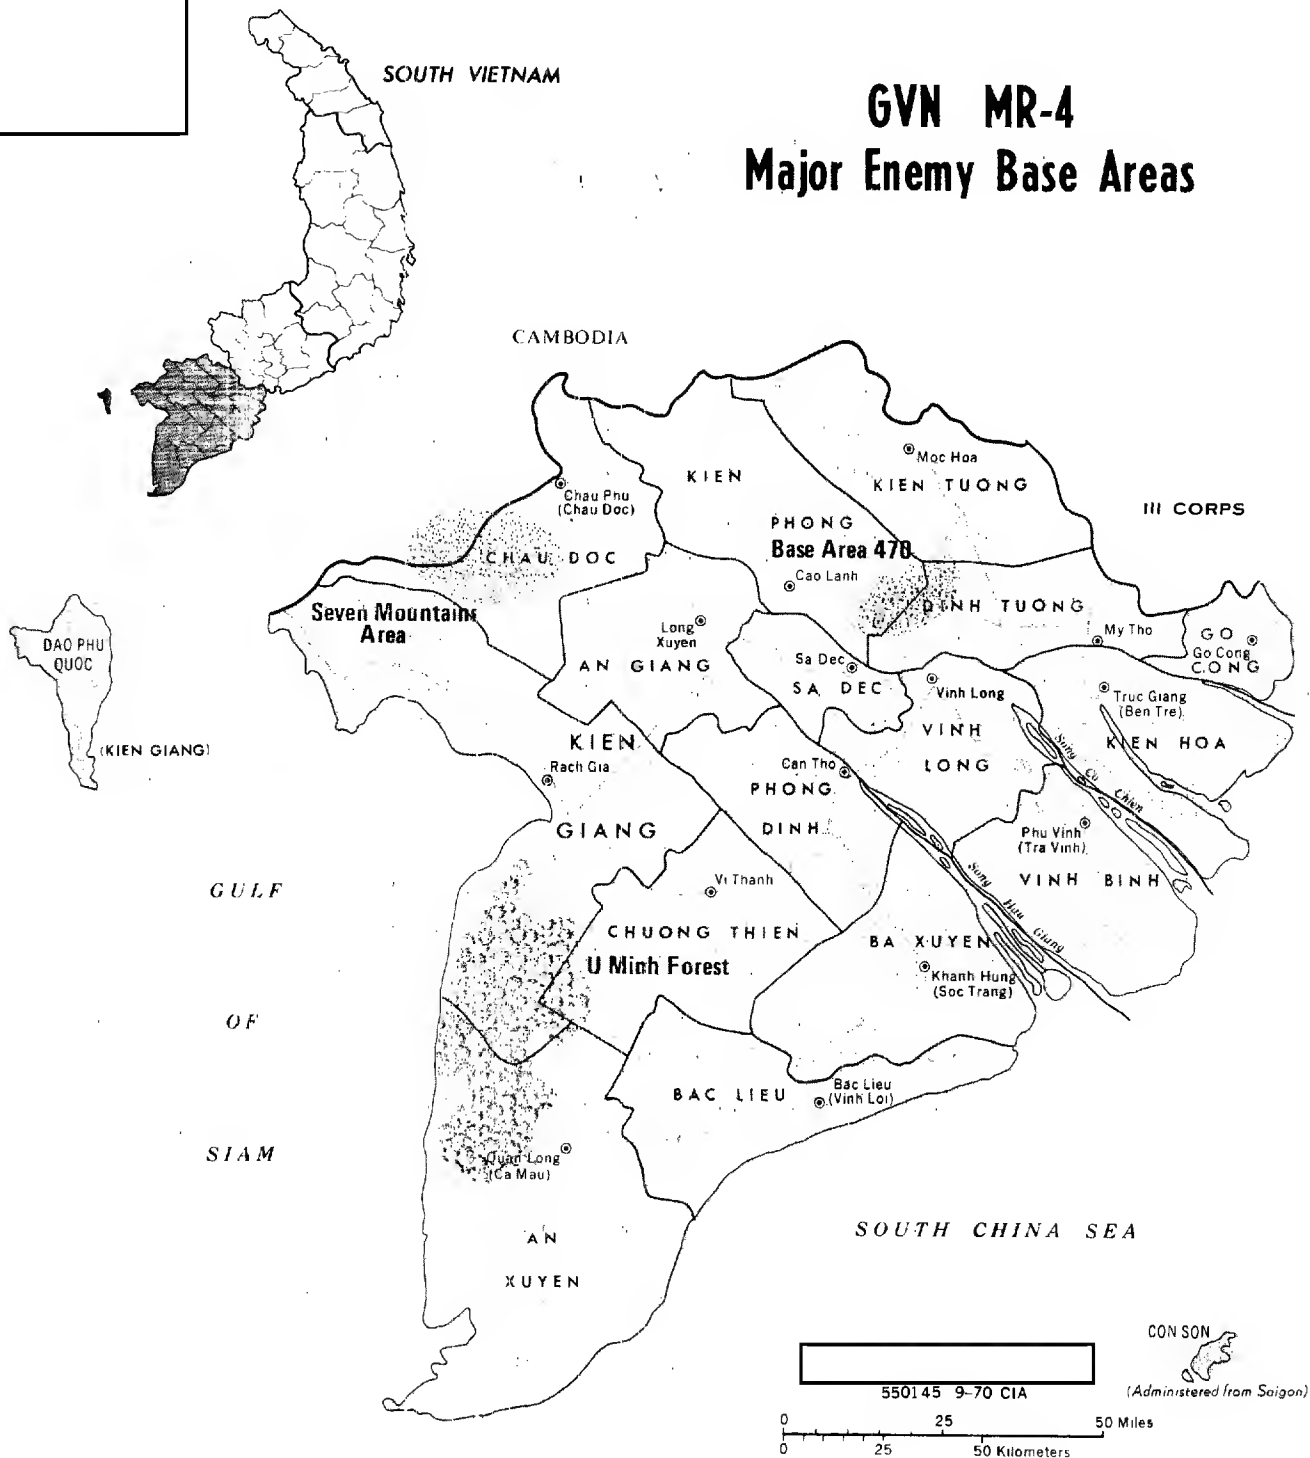 SOUTH VIETNAM
GVN MR-4
Major Enemy Base Areas
CAMBODIA
Moc Hoa
KIEN
KIEN TUONG
Chau Phu
(Chau Doc)
III CORPS
PHONG
Base Area 470
CHAU DOC
Cao Lanh
DINH TUONG
Seven Mountains
Area
Long
Xuyen
My Tho
GO
Go Cong
CONG
DAO PHU
QUOC
AN GIANG
Sa Dec
SA DEC
Vinh Long
Truc Giang
(Ben Tre)
(KIEN GIANG)
KIEN
VINH
LONG
KIEN HOA
Song Co Chien
Rach Gia
Can Tho
PHONG
DINH
GIANG
Phu Vinh
(Tra Vinh)
VINH BINH
Vi Thanh
Song Hau Giang
GULF
CHUONG THIEN
BA XUYEN
U Minh Forest
Khanh Hung
(Soc Trang)
OF
BAC LIEU
Bac Lieu
(Vinh Loi)
SIAM
Quan Long
(Ca Mau)
AN
XUYEN
SOUTH CHINA SEA
CON SON
(Administered from Saigon)
550145 9-70 CIA
0 25 50 Miles
0 25 50 Kilometers